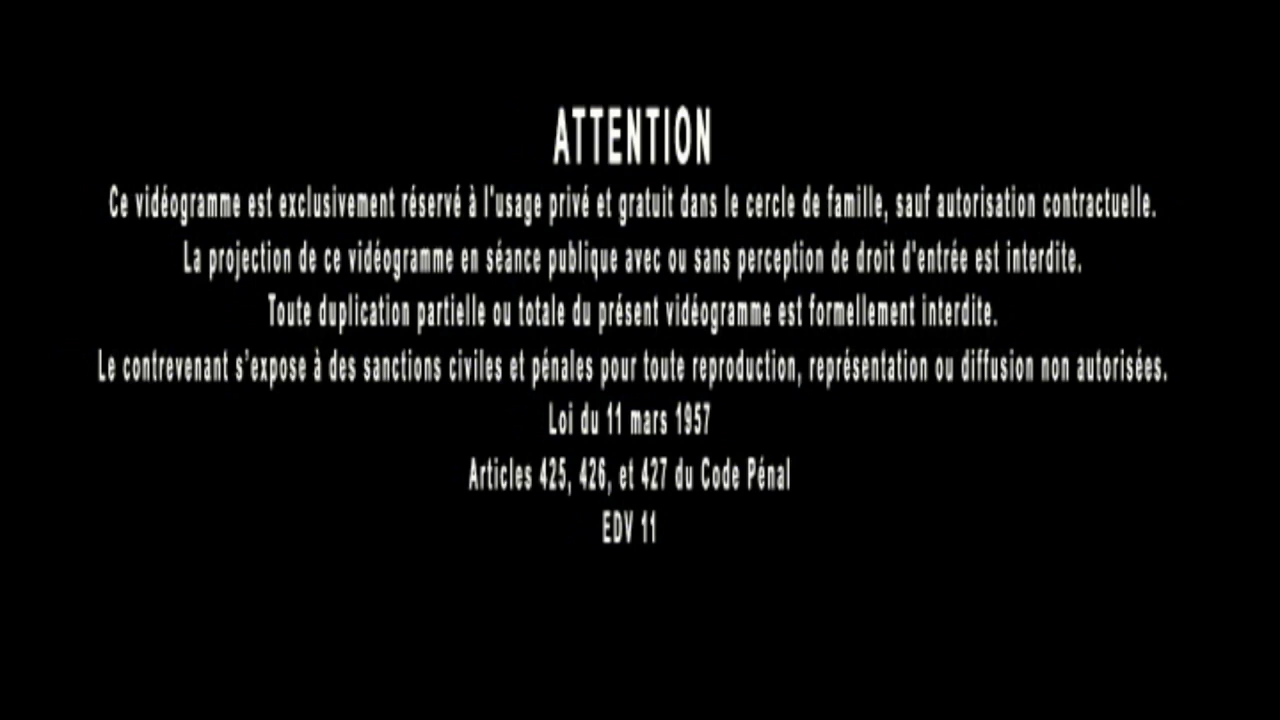 ATTENTION
Ce vidéogramme est exclusivement réservé à l'usage privé et gratuit dans le cercle de famille, sauf autorisation contractuelle.
La projection de ce vidéogramme en séance publique avec ou sans perception de droit d'entrée est interdite.
Toute duplication partielle ou totale du présent vidéogramme est formellement interdite.
Le contrevenant s'expose à des sanctions civiles et pénales pour toute reproduction, représentation ou diffusion non autorisées.
Loi du 11 mars 1957
Articles 425, 426, et 427 du Code Pénal
EDV 11